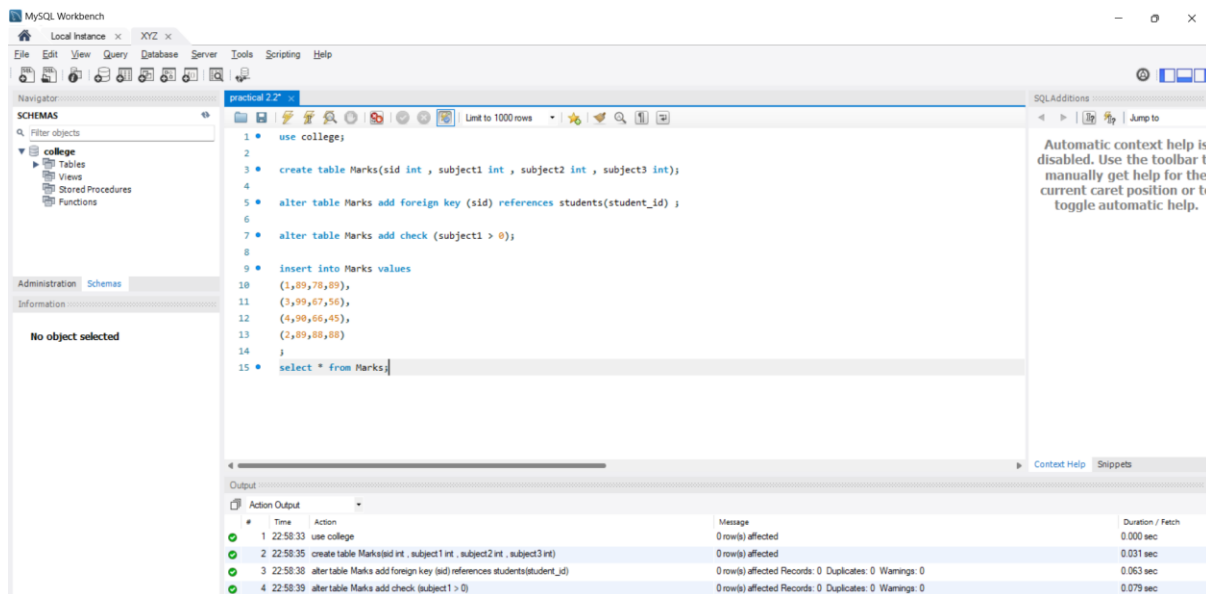 MySQL Workbench
Local Instance × XYZ ×
File Edit View Query Database Server Tools Scripting Help
Navigator
SCHEMAS
Filter objects
college
Tables
Views
Stored Procedures
Functions
Administration Schemas
Information
No object selected
practical 2.2* ×
Limit to 1000 rows
1 use college;
2
3 create table Marks(sid int , subject1 int , subject2 int , subject3 int);
4
5 alter table Marks add foreign key (sid) references students(student_id) ;
6
7 alter table Marks add check (subject1 > 0);
8
9 insert into Marks values
10 (1,89,78,89),
11 (3,99,67,56),
12 (4,90,66,45),
13 (2,89,88,88)
14 ;
15 select * from Marks;
SQLAdditions
Jump to
Automatic context help is
disabled. Use the toolbar t
manually get help for the
current caret position or t
toggle automatic help.
Context Help Snippets
Output
Action Output
# Time Action Message Duration / Fetch
1 22:58:33 use college 0 row(s) affected 0.000 sec
2 22:58:35 create table Marks(sid int , subject1 int , subject2 int , subject3 int) 0 row(s) affected 0.031 sec
3 22:58:38 alter table Marks add foreign key (sid) references students(student_id) 0 row(s) affected Records: 0 Duplicates: 0 Warnings: 0 0.063 sec
4 22:58:39 alter table Marks add check (subject1 > 0) 0 row(s) affected Records: 0 Duplicates: 0 Warnings: 0 0.079 sec